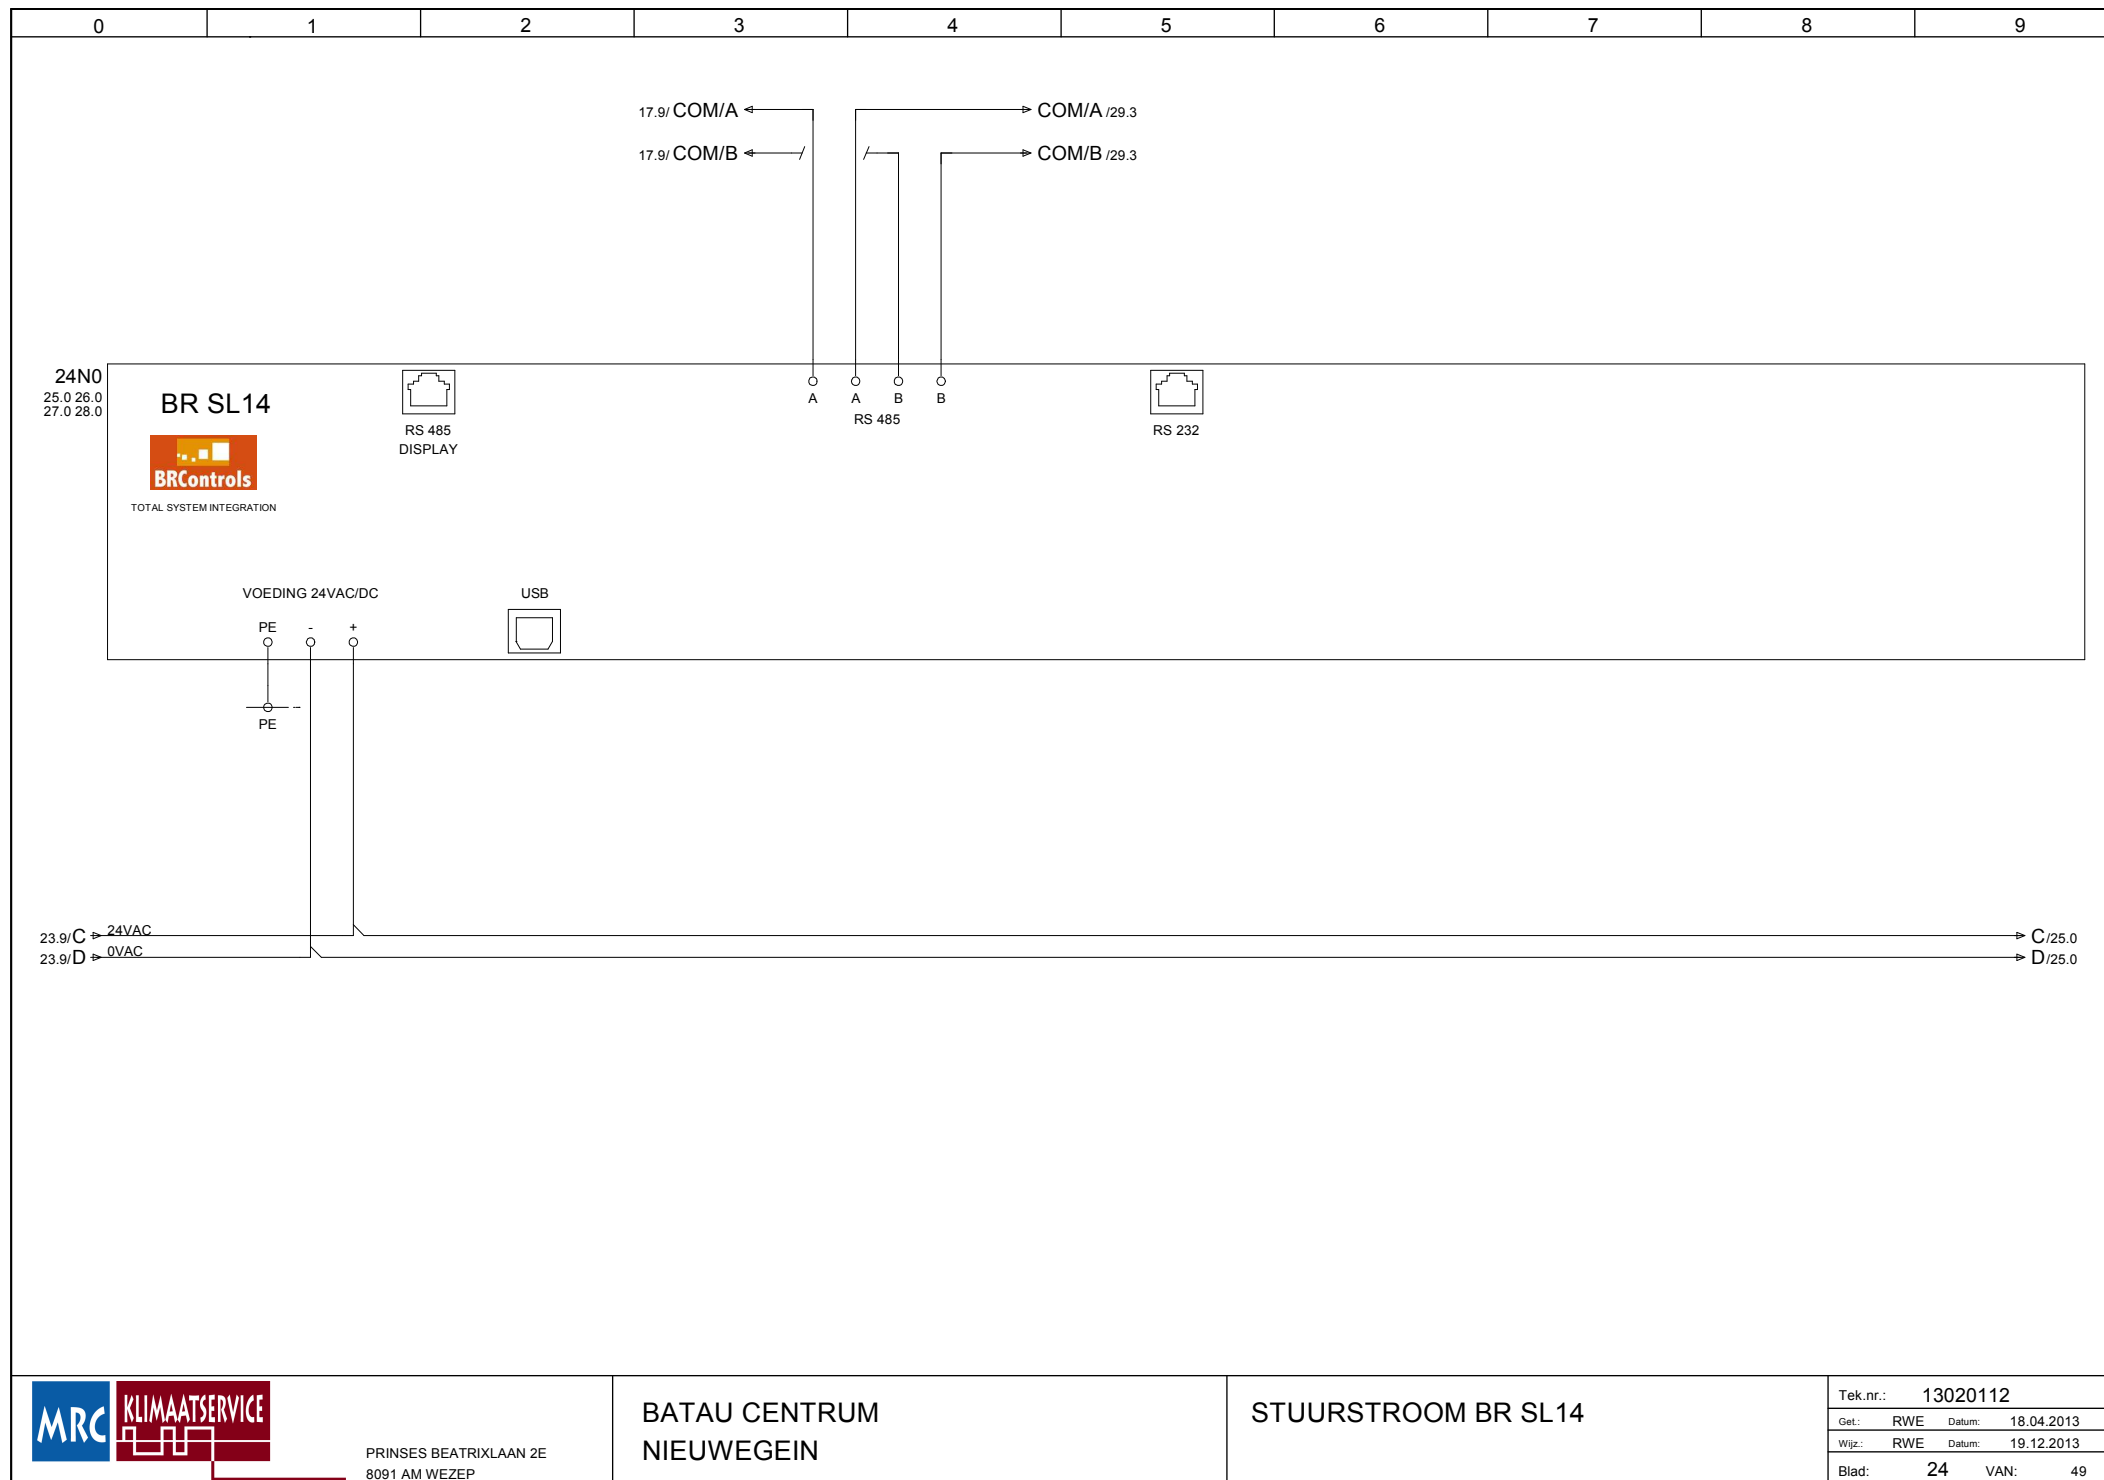 0 1 2 3 4 5 6 7 8 9
17.9/ COM/A COM/A /29.3
17.9/ COM/B COM/B /29.3
24N0
25.0 26.0
27.0 28.0
BR SL14
BRControls
TOTAL SYSTEM INTEGRATION
RS 485
DISPLAY
A A B B
RS 485
RS 232
VOEDING 24VAC/DC
PE - +
USB
PE
23.9/C 24VAC C/25.0
23.9/D 0VAC D/25.0
MRC KLIMAATSERVICE
PRINSES BEATRIXLAAN 2E
8091 AM WEZEP
BATAU CENTRUM
NIEUWEGEIN
STUURSTROOM BR SL14
Tek.nr.: 13020112
Get.: RWE Datum: 18.04.2013
Wijz.: RWE Datum: 19.12.2013
Blad: 24 VAN: 49